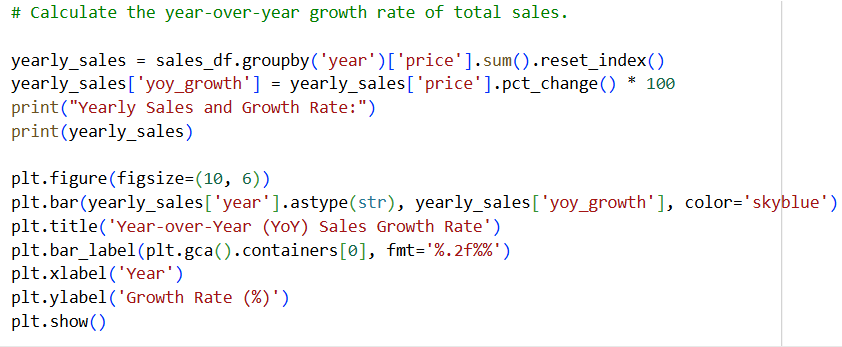 # Calculate the year-over-year growth rate of total sales.
yearly_sales = sales_df.groupby('year')['price'].sum().reset_index()
yearly_sales['yoy_growth'] = yearly_sales['price'].pct_change() * 100
print("Yearly Sales and Growth Rate:")
print(yearly_sales)
plt.figure(figsize=(10, 6))
plt.bar(yearly_sales['year'].astype(str), yearly_sales['yoy_growth'], color='skyblue')
plt.title('Year-over-Year (YoY) Sales Growth Rate')
plt.bar_label(plt.gca().containers[0], fmt='%.2f%%')
plt.xlabel('Year')
plt.ylabel('Growth Rate (%)')
plt.show()